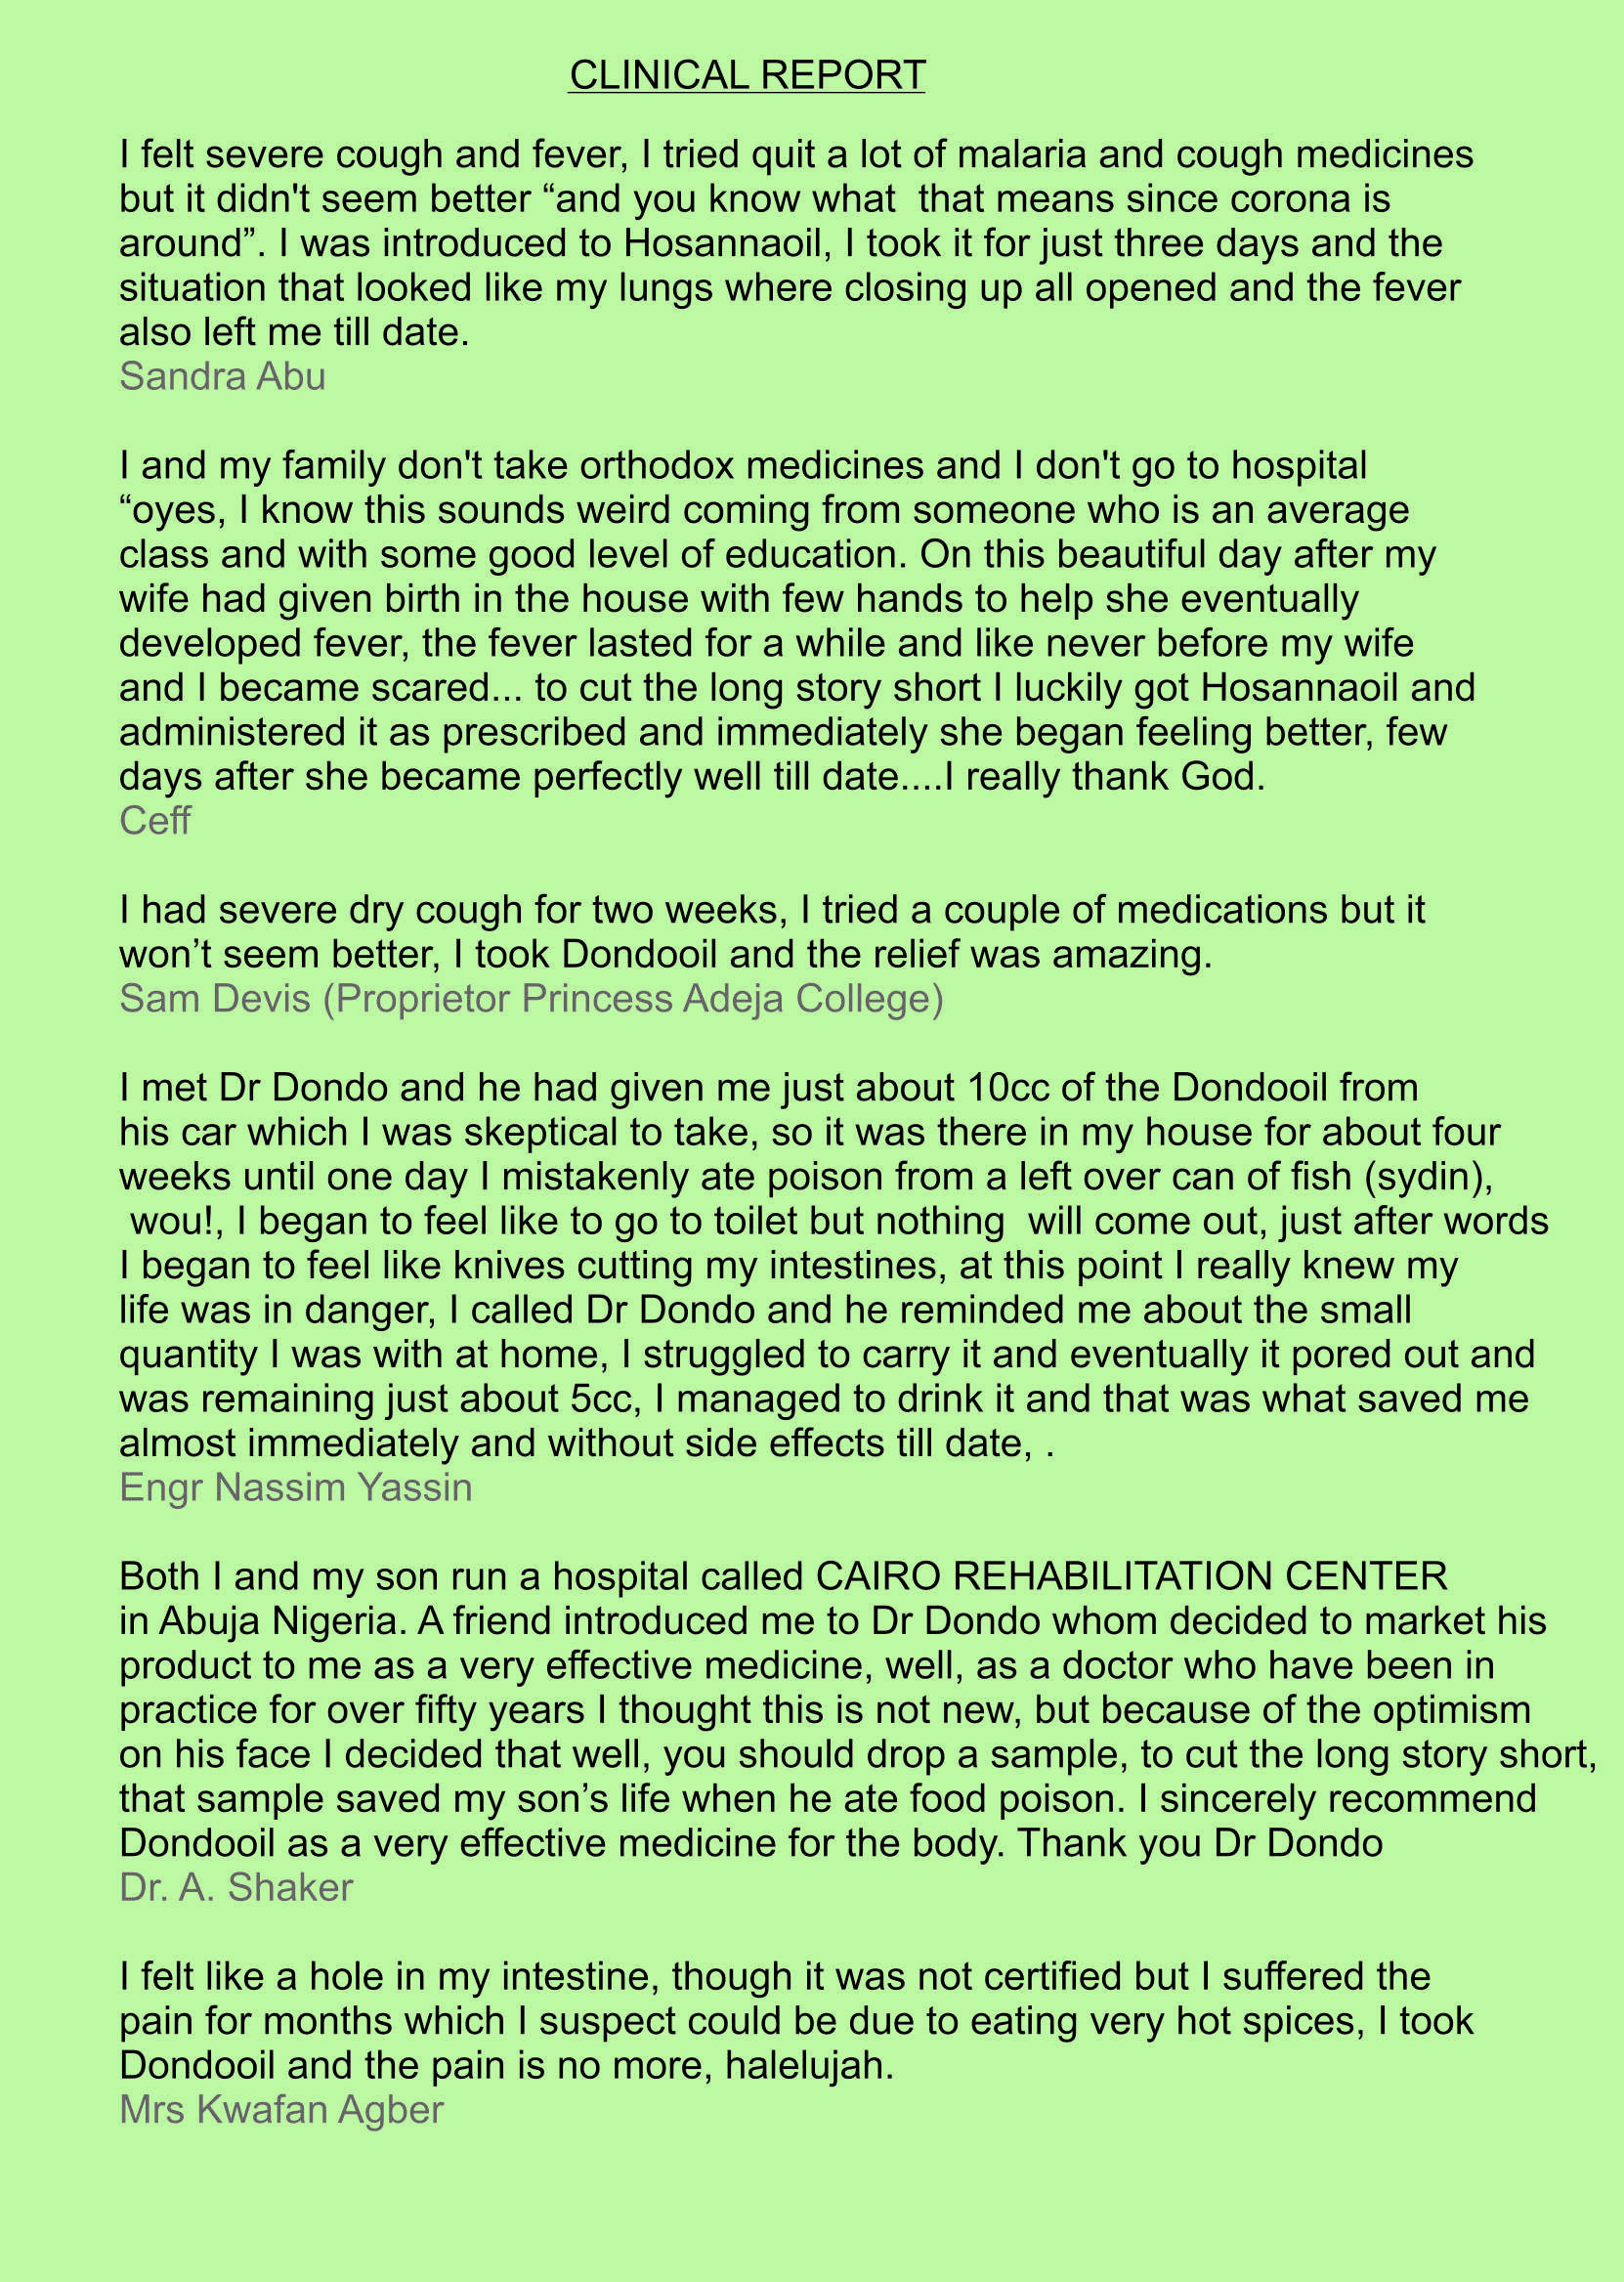 CLINICAL REPORT
I felt severe cough and fever, I tried quit a lot of malaria and cough medicines
but it didn't seem better “and you know what  that means since corona is
around”. I was introduced to Hosannaoil, I took it for just three days and the
situation that looked like my lungs where closing up all opened and the fever
also left me till date.
Sandra Abu
I and my family don't take orthodox medicines and I don't go to hospital
“oyes, I know this sounds weird coming from someone who is an average
class and with some good level of education. On this beautiful day after my
wife had given birth in the house with few hands to help she eventually
developed fever, the fever lasted for a while and like never before my wife
and I became scared... to cut the long story short I luckily got Hosannaoil and
administered it as prescribed and immediately she began feeling better, few
days after she became perfectly well till date....I really thank God.
Ceff
I had severe dry cough for two weeks, I tried a couple of medications but it
won’t seem better, I took Dondooil and the relief was amazing.
Sam Devis (Proprietor Princess Adeja College)
I met Dr Dondo and he had given me just about 10cc of the Dondooil from
his car which I was skeptical to take, so it was there in my house for about four
weeks until one day I mistakenly ate poison from a left over can of fish (sydin),
wou!, I began to feel like to go to toilet but nothing  will come out, just after words
I began to feel like knives cutting my intestines, at this point I really knew my
life was in danger, I called Dr Dondo and he reminded me about the small
quantity I was with at home, I struggled to carry it and eventually it pored out and
was remaining just about 5cc, I managed to drink it and that was what saved me
almost immediately and without side effects till date, .
Engr Nassim Yassin
Both I and my son run a hospital called CAIRO REHABILITATION CENTER
in Abuja Nigeria. A friend introduced me to Dr Dondo whom decided to market his
product to me as a very effective medicine, well, as a doctor who have been in
practice for over fifty years I thought this is not new, but because of the optimism
on his face I decided that well, you should drop a sample, to cut the long story short,
that sample saved my son’s life when he ate food poison. I sincerely recommend
Dondooil as a very effective medicine for the body. Thank you Dr Dondo
Dr. A. Shaker
I felt like a hole in my intestine, though it was not certified but I suffered the
pain for months which I suspect could be due to eating very hot spices, I took
Dondooil and the pain is no more, halelujah.
Mrs Kwafan Agber